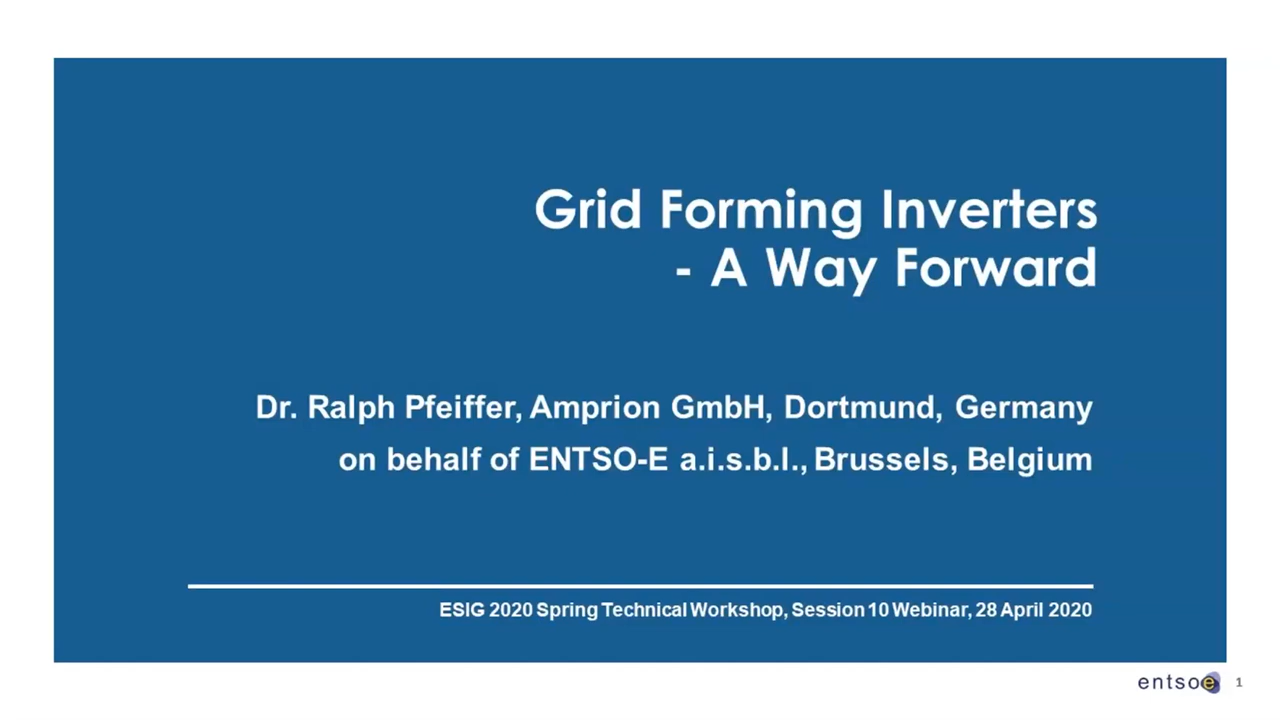 Grid Forming Inverters
- A Way Forward
Dr. Ralph Pfeiffer, Amprion GmbH, Dortmund, Germany
on behalf of ENTSO-E a.i.s.b.l., Brussels, Belgium
ESIG 2020 Spring Technical Workshop, Session 10 Webinar, 28 April 2020
entsoe 1